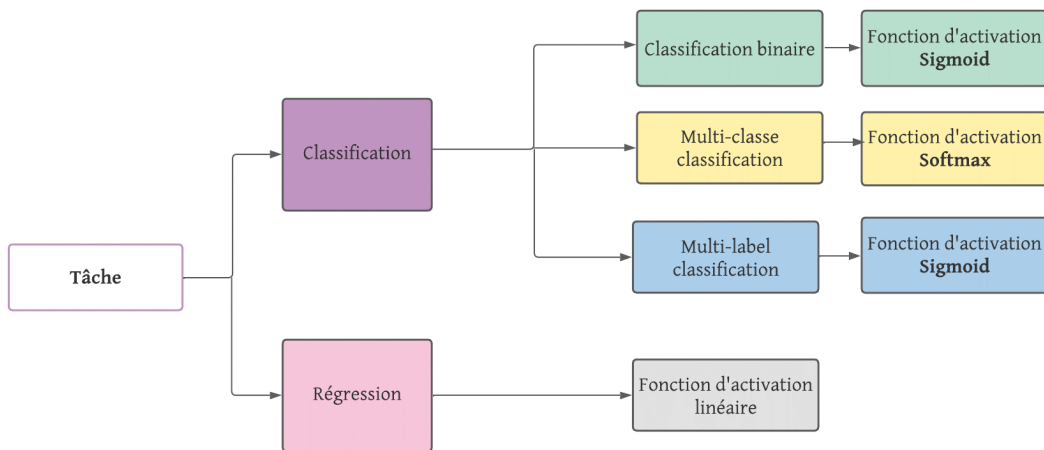 Tâche
Classification
Régression
Classification binaire
Fonction d'activation
Sigmoid
Multi-classe
classification
Fonction d'activation
Softmax
Multi-label
classification
Fonction d'activation
Sigmoid
Fonction d'activation
linéaire